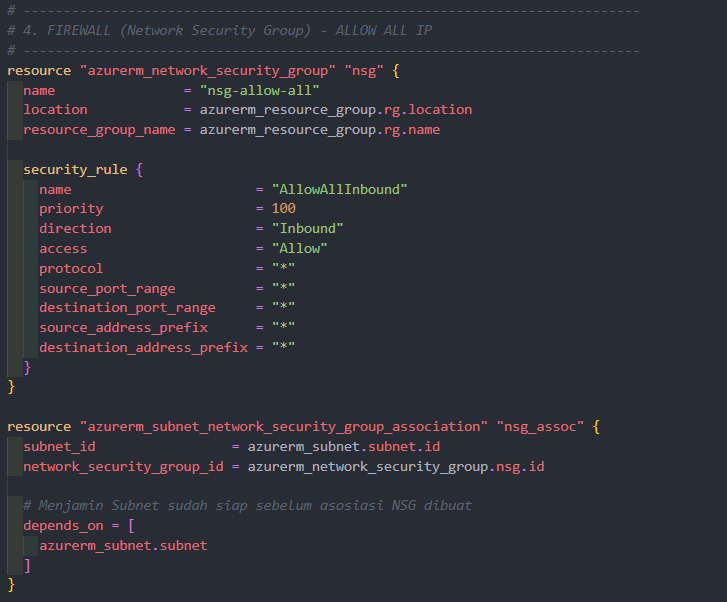 # -----------------------------------------------------------------------------
# 4. FIREWALL (Network Security Group) - ALLOW ALL IP
# -----------------------------------------------------------------------------
resource "azurerm_network_security_group" "nsg" {
  name                = "nsg-allow-all"
  location            = azurerm_resource_group.rg.location
  resource_group_name = azurerm_resource_group.rg.name

  security_rule {
    name                       = "AllowAllInbound"
    priority                   = 100
    direction                  = "Inbound"
    access                     = "Allow"
    protocol                   = "*"
    source_port_range          = "*"
    destination_port_range     = "*"
    source_address_prefix      = "*"
    destination_address_prefix = "*"
  }
}

resource "azurerm_subnet_network_security_group_association" "nsg_assoc" {
  subnet_id                 = azurerm_subnet.subnet.id
  network_security_group_id = azurerm_network_security_group.nsg.id

  # Menjamin Subnet sudah siap sebelum asosiasi NSG dibuat
  depends_on = [
    azurerm_subnet.subnet
  ]
}